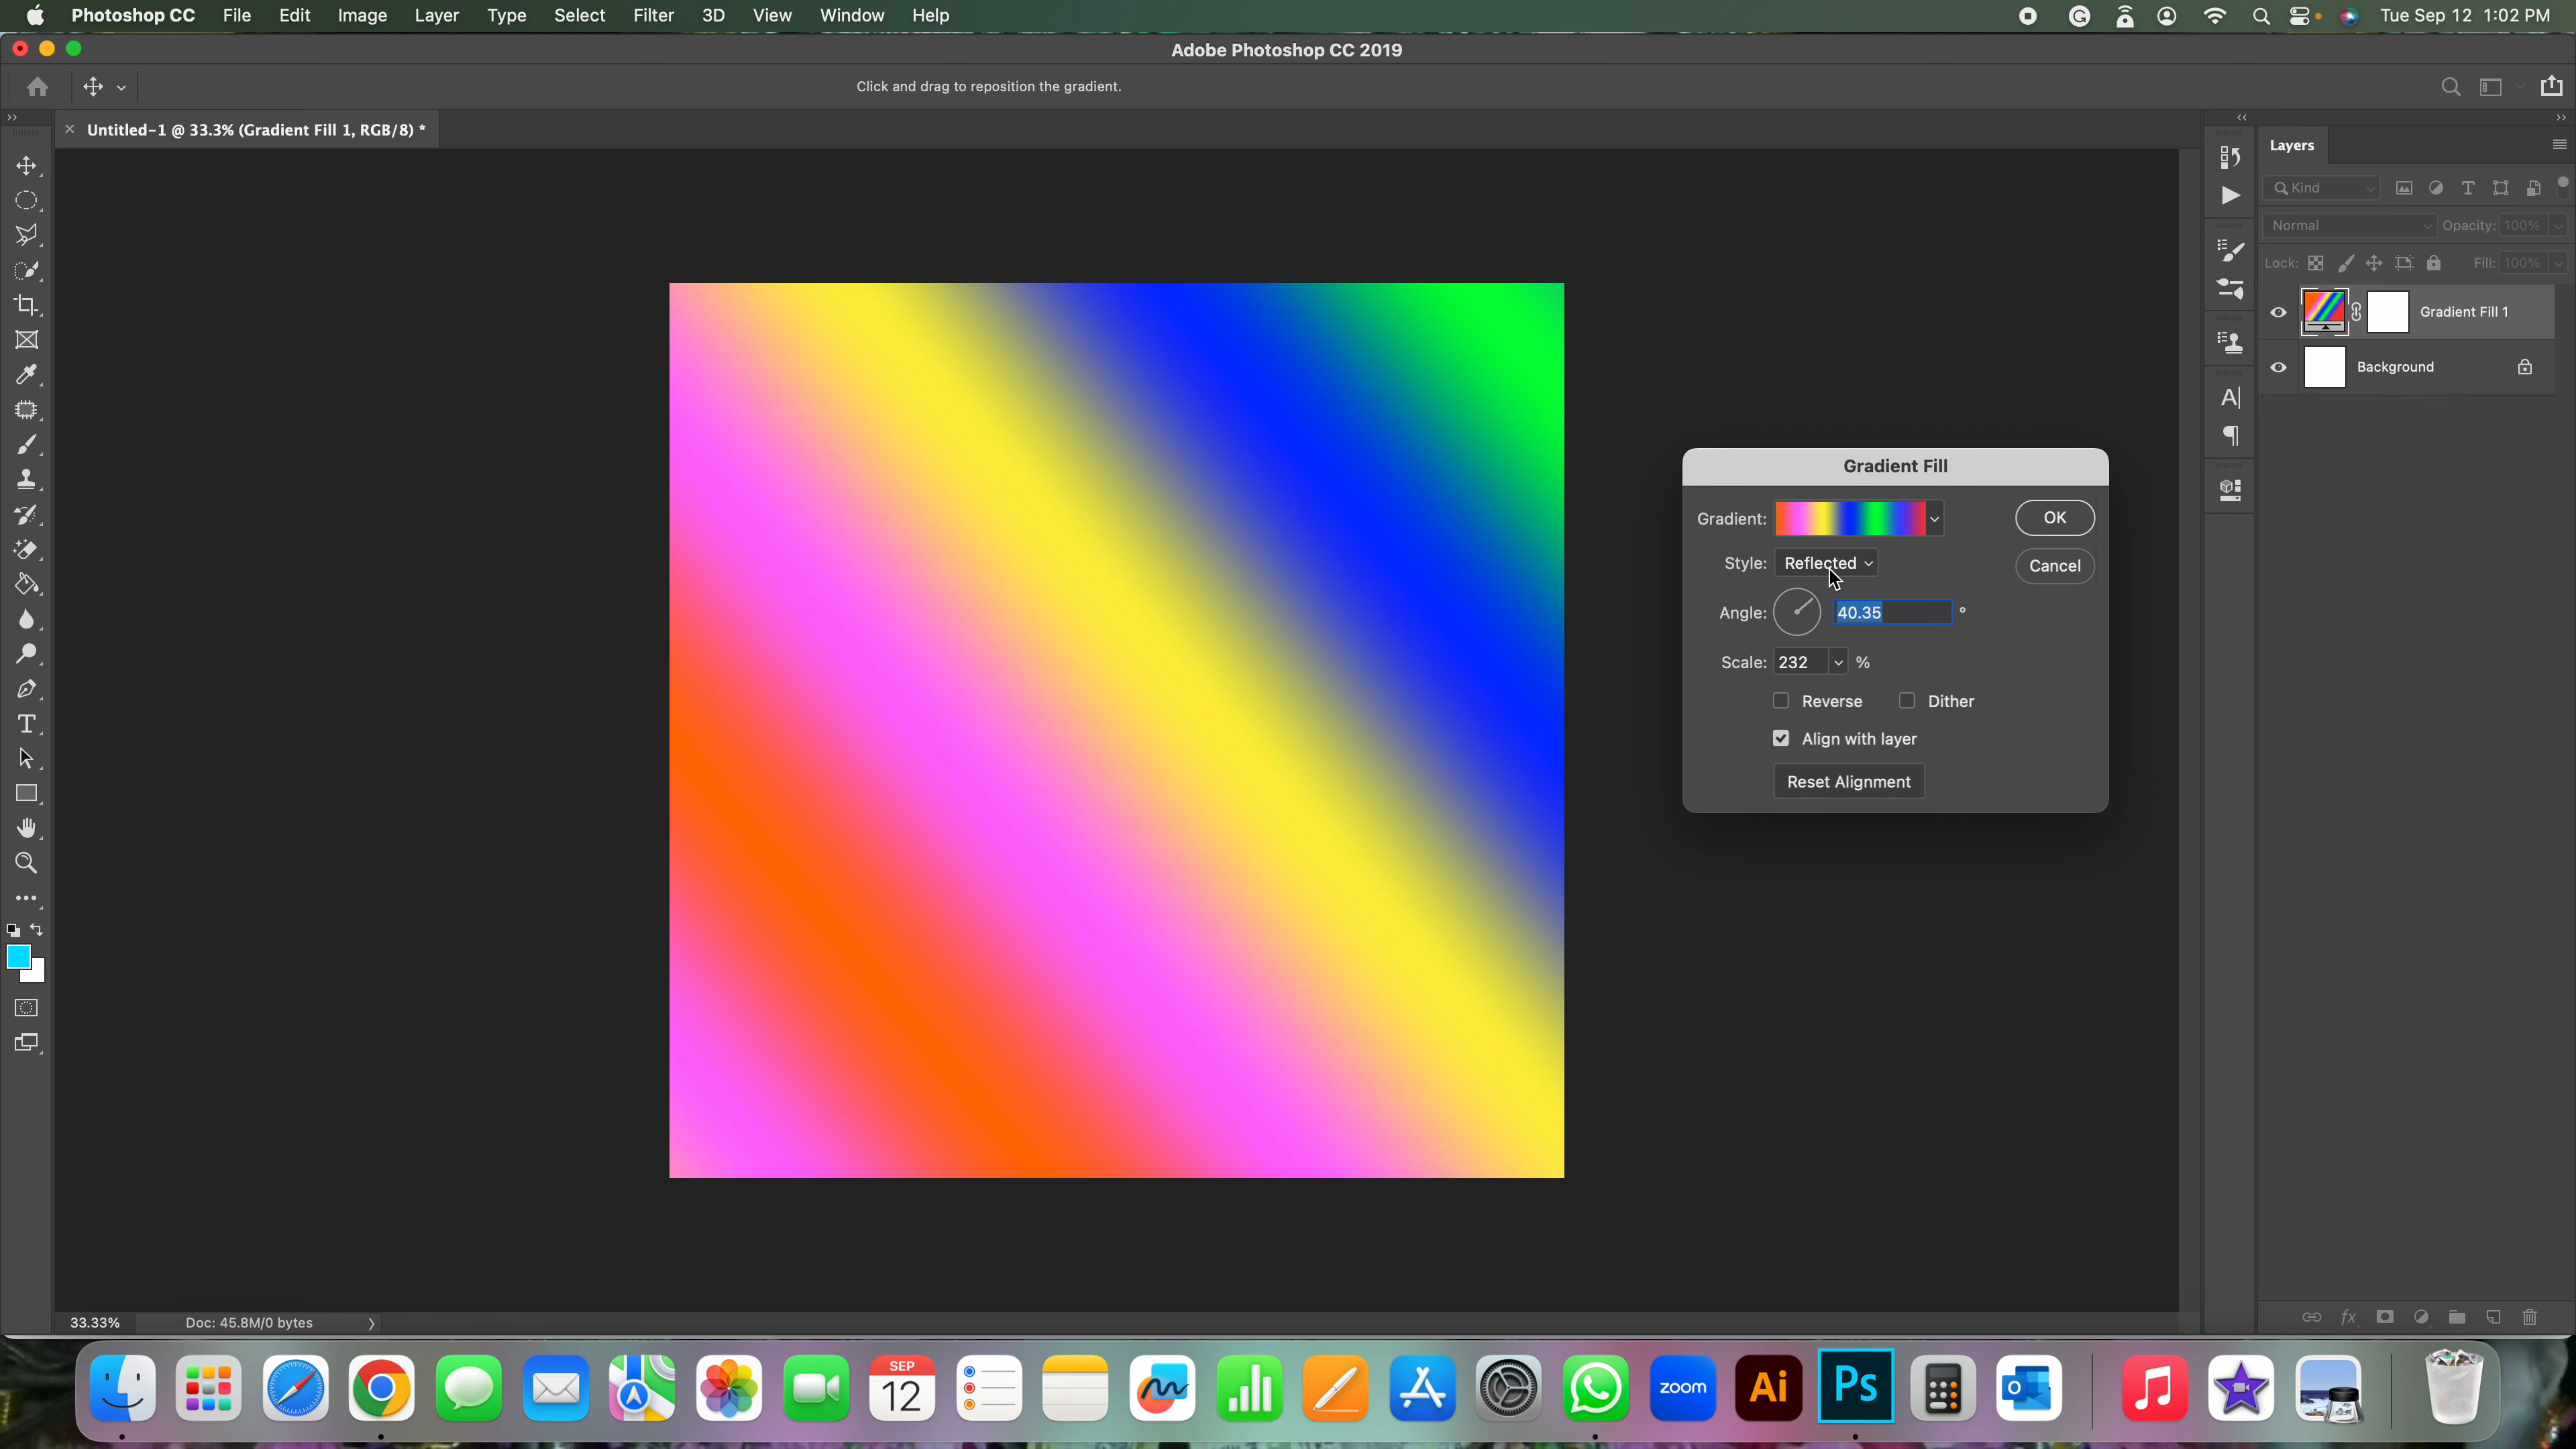 Photoshop CC File Edit Image Layer Type Select Filter 3D View Window Help Tue Sep 12 1:02 PM
Adobe Photoshop CC 2019
Click and drag to reposition the gradient.
× Untitled-1 @ 33.3% (Gradient Fill 1, RGB/8) *
Layers
Kind
Normal Opacity: 100%
Lock: Fill: 100%
Gradient Fill 1
Background
Gradient Fill
Gradient: OK
Style: Reflected Cancel
Angle: 40.35 °
Scale: 232 %
Reverse Dither
Align with layer
Reset Alignment
33.33% Doc: 45.8M/0 bytes
SEP
12
zoom
Ai
Ps